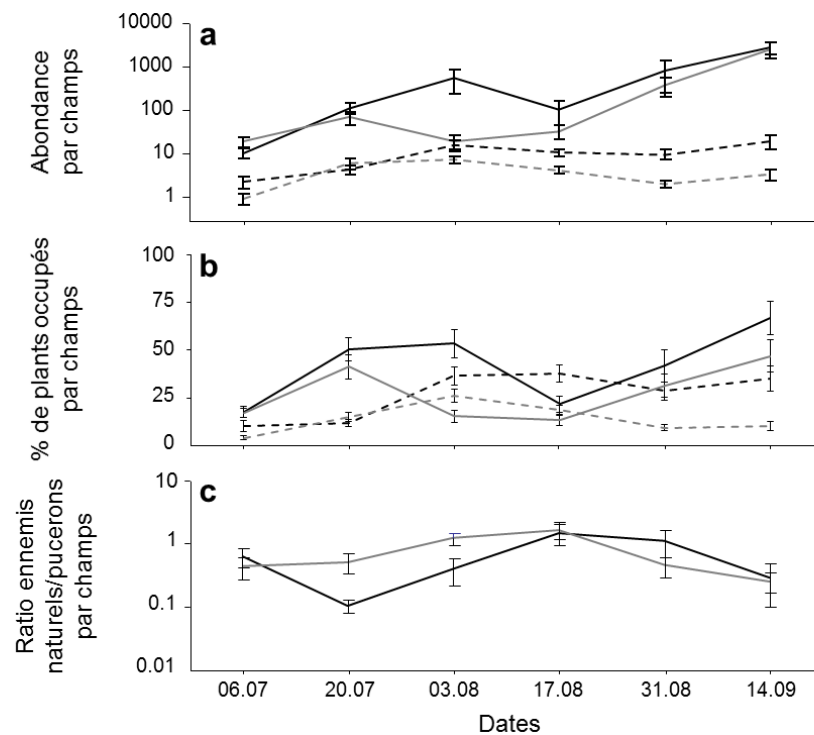 a
Abondance
par champs
10000
1000
100
10
1
b
% de plants occupés
par champs
100
75
50
25
0
c
Ratio ennemis
naturels/pucerons
par champs
10
1
0.1
0.01
06.07 20.07 03.08 17.08 31.08 14.09
Dates